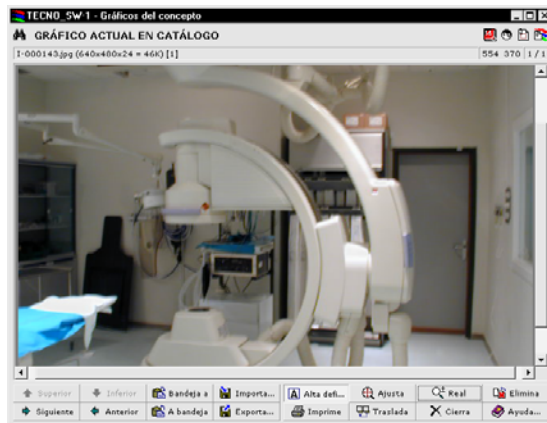 TECNO_SW 1 - Gráficos del concepto
GRÁFICO ACTUAL EN CATÁLOGO
I-000143.jpg (640x480x24 = 46K) [1] 554 370 1 / 1
Superior Inferior Bandeja a Importa... Alta defi... Ajusta Real Elimina
Siguiente Anterior A bandeja Exporta... Imprime Traslada Cierra Ayuda...